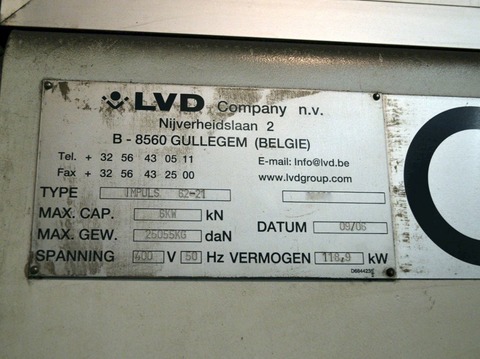 LVD Company n.v.
Nijverheidslaan 2
B - 8560 GULLEGEM (BELGIE)
Tel. + 32 56 43 05 11
Fax + 32 56 43 25 00
E-mail: Info@lvd.be
www.lvdgroup.com
TYPE IMPULS 62-21
MAX. CAP. 6KW kN
MAX. GEW. 26055KG daN
DATUM 09/06
SPANNING 400 V 50 Hz VERMOGEN 118,9 kW